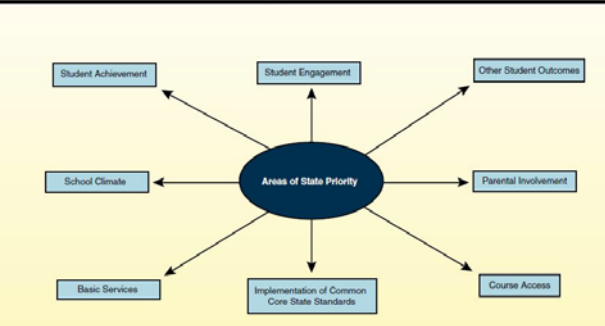 Student Achievement
Student Engagement
Other Student Outcomes
School Climate
Areas of State Priority
Parental Involvement
Basic Services
Implementation of Common
Core State Standards
Course Access